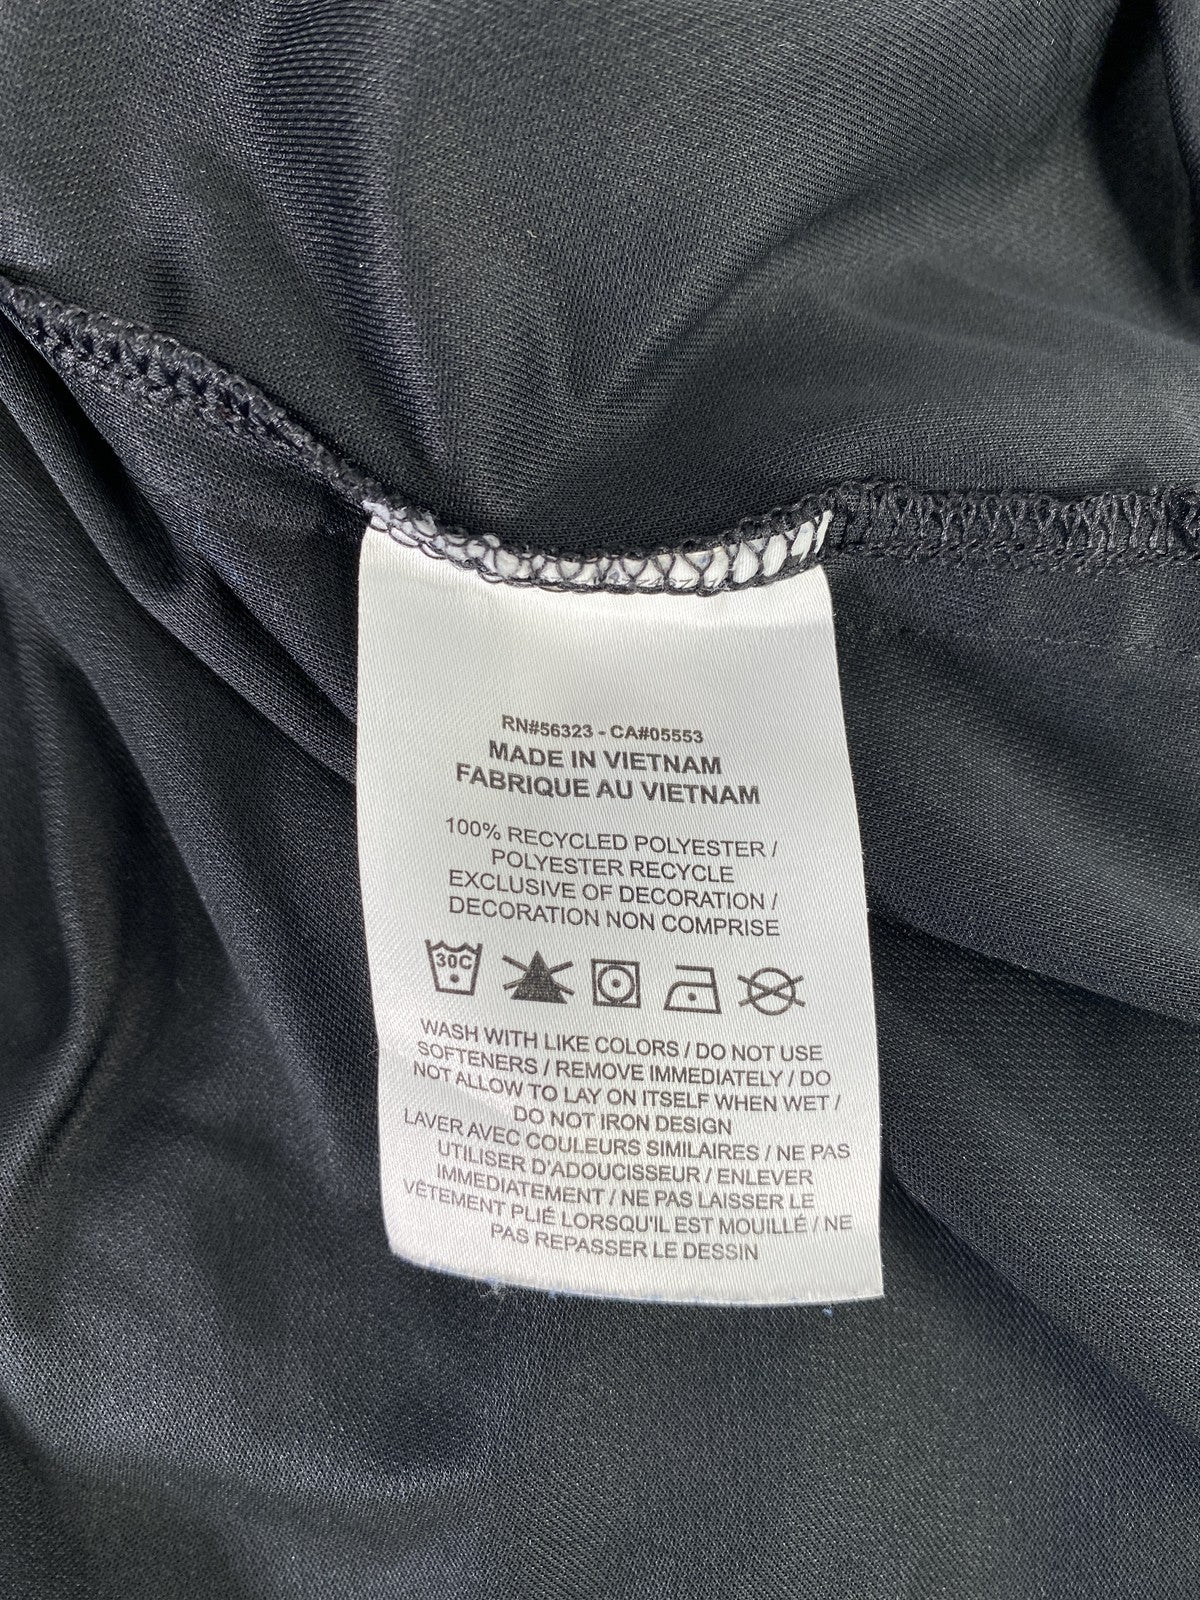 RN#56323 - CA#05553
MADE IN VIETNAM
FABRIQUE AU VIETNAM
100% RECYCLED POLYESTER /
POLYESTER RECYCLE
EXCLUSIVE OF DECORATION /
DECORATION NON COMPRISE
30C
WASH WITH LIKE COLORS / DO NOT USE
SOFTENERS / REMOVE IMMEDIATELY / DO
NOT ALLOW TO LAY ON ITSELF WHEN WET /
DO NOT IRON DESIGN
LAVER AVEC COULEURS SIMILAIRES / NE PAS
UTILISER D'ADOUCISSEUR / ENLEVER
IMMEDIATEMENT / NE PAS LAISSER LE
VÊTEMENT PLIÉ LORSQU'IL EST MOUILLÉ / NE
PAS REPASSER LE DESSIN